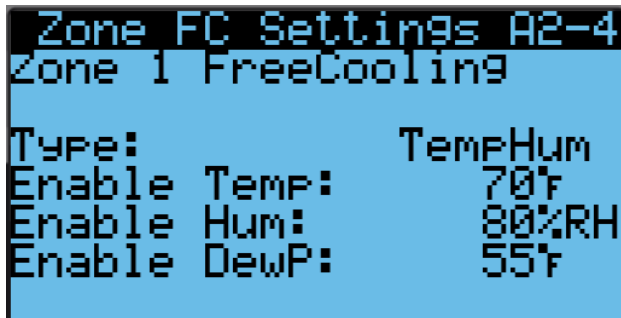 Zone FC Settings A2-4
Zone 1 FreeCooling
Type: TempHum
Enable Temp: 70°F
Enable Hum: 80%RH
Enable DewP: 55°F